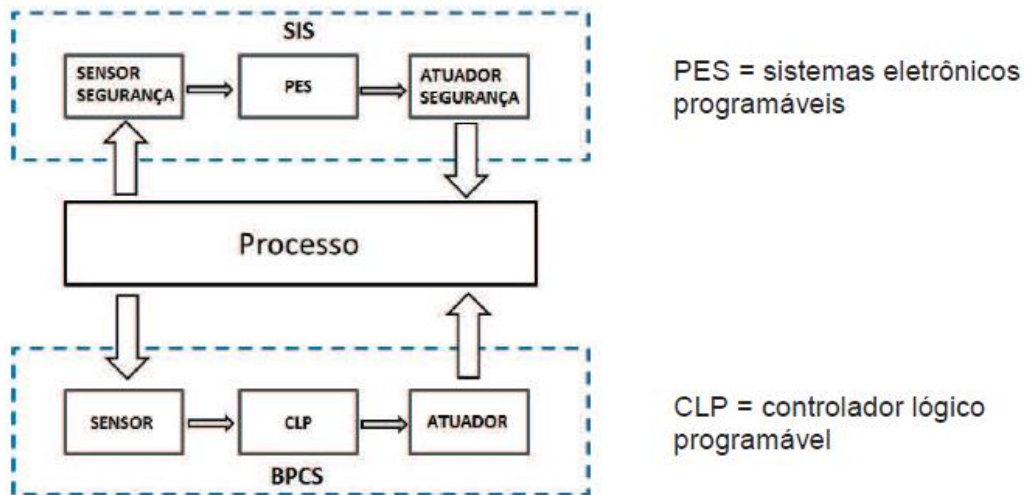 SIS
SENSOR
SEGURANÇA
PES
ATUADOR
SEGURANÇA
PES = sistemas eletrônicos
programáveis
Processo
SENSOR
CLP
ATUADOR
BPCS
CLP = controlador lógico
programável